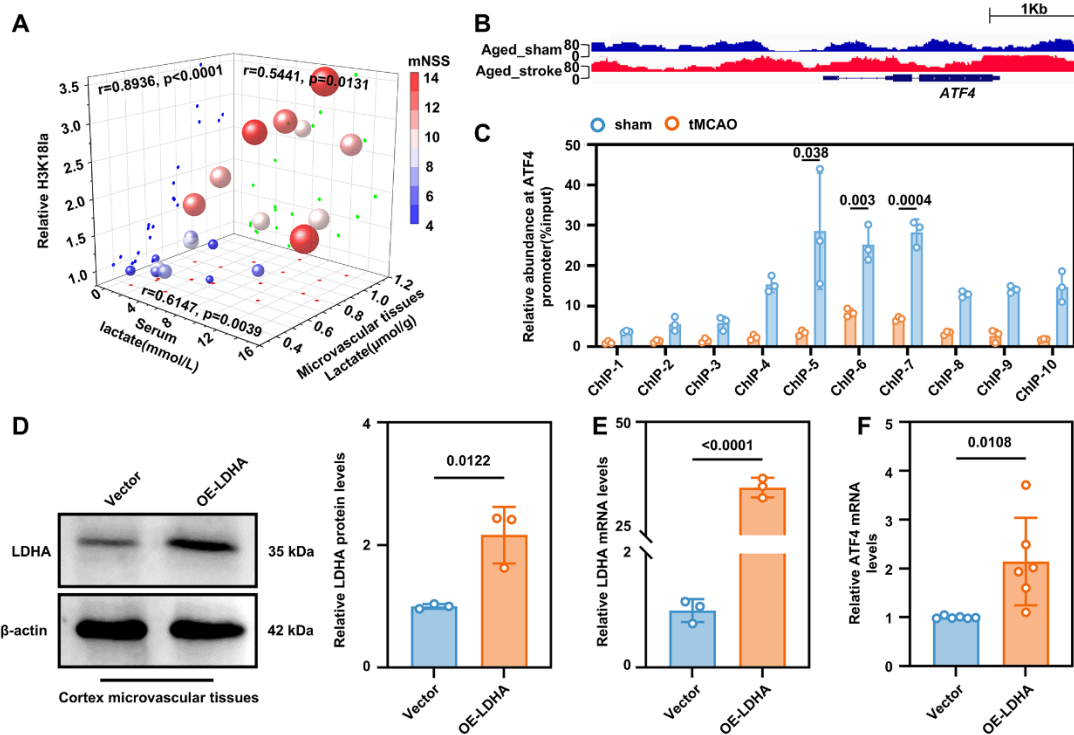 A
mNSS
r=0.8936, p<0.0001
r=0.5441, p=0.0131
r=0.6147, p=0.0039
Relative H3K18la
3.5
3.0
2.5
2.0
1.5
1.0
0
4
8
12
16
Serum
lactate(mmol/L)
0.4
0.6
0.8
1.0
1.2
Microvascular tissues
Lactate(μmol/g)
14
12
10
8
6
4
B
1Kb
Aged_sham
80
0
Aged_stroke
80
0
ATF4
C
sham
tMCAO
Relative abundance at ATF4
promoter(%input)
50
40
30
20
10
0
0.038
0.003
0.0004
ChIP-1
ChIP-2
ChIP-3
ChIP-4
ChIP-5
ChIP-6
ChIP-7
ChIP-8
ChIP-9
ChIP-10
D
Vector
OE-LDHA
LDHA
35 kDa
β-actin
42 kDa
Cortex microvascular tissues
Relative LDHA protein levels
4
2
0
0.0122
Vector
OE-LDHA
E
Relative LDHA mRNA levels
50
25
2
0
<0.0001
Vector
OE-LDHA
F
Relative ATF4 mRNA
levels
5
4
3
2
1
0
0.0108
Vector
OE-LDHA